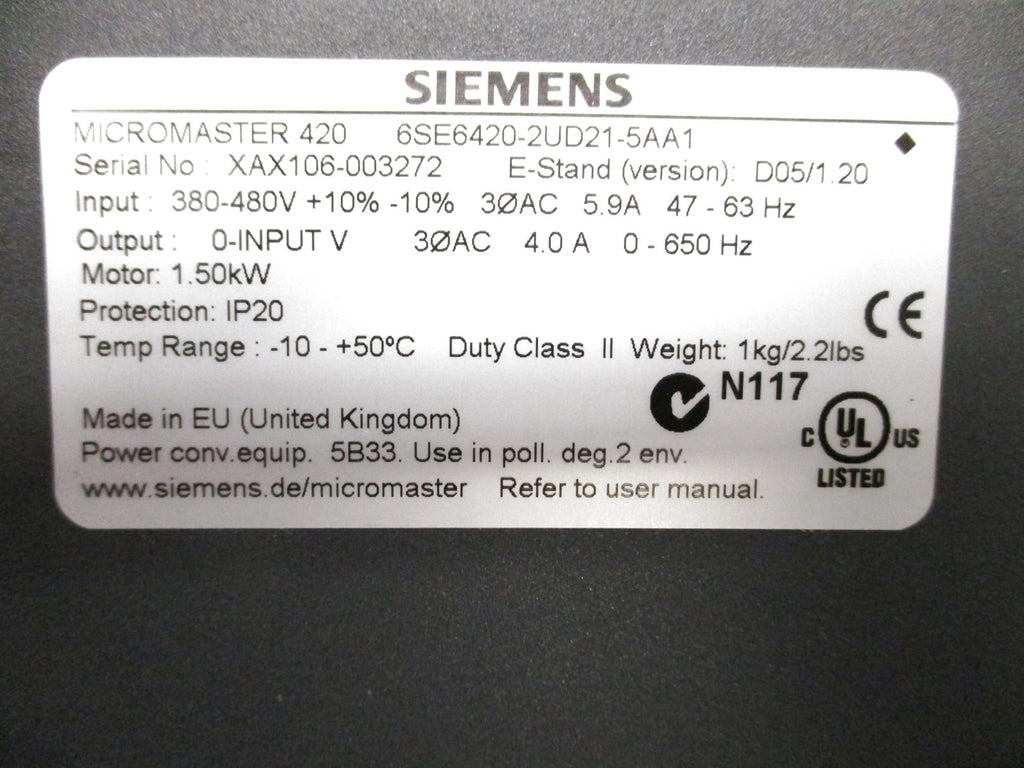 SIEMENS
MICROMASTER 420 6SE6420-2UD21-5AA1
Serial No : XAX106-003272 E-Stand (version): D05/1.20
Input : 380-480V +10% -10% 3ØAC 5.9A 47 - 63 Hz
Output : 0-INPUT V 3ØAC 4.0 A 0 - 650 Hz
Motor: 1.50kW
Protection: IP20
CE
Temp Range : -10 - +50ºC Duty Class II Weight: 1kg/2.2lbs
N117
Made in EU (United Kingdom)
C UL US
LISTED
Power conv.equip. 5B33. Use in poll. deg.2 env.
www.siemens.de/micromaster Refer to user manual.